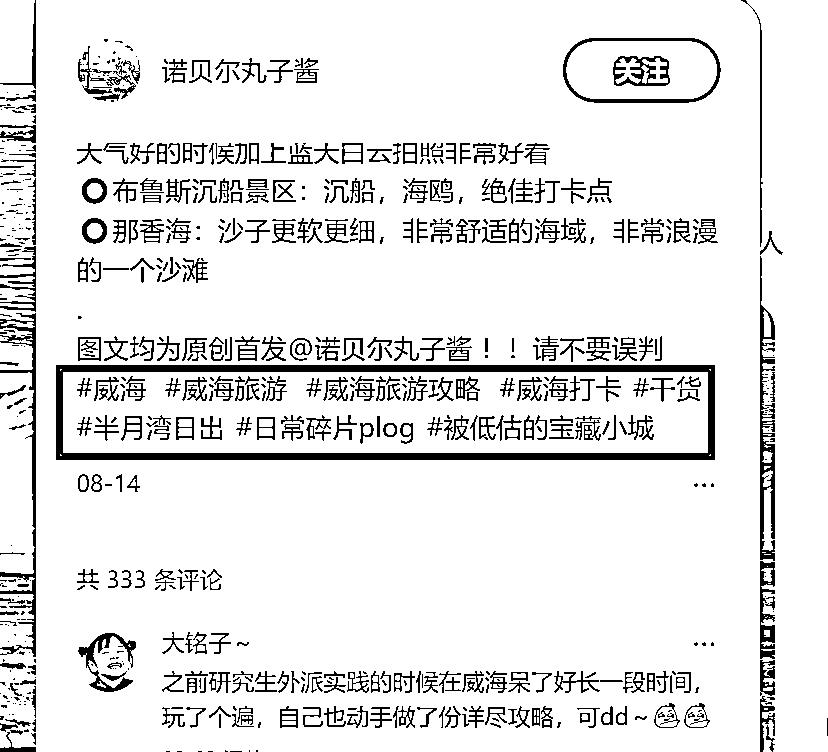 诺贝尔丸子酱
关注
天气好的时候加上蓝天白云拍照非常好看
布鲁斯沉船景区：沉船，海鸥，绝佳打卡点
那香海：沙子更软更细，非常舒适的海域，非常浪漫
的一个沙滩
.
图文均为原创首发@诺贝尔丸子酱！！请不要误判
#威海 #威海旅游 #威海旅游攻略 #威海打卡 #干货
#半月湾日出 #日常碎片plog #被低估的宝藏小城
08-14
共 333 条评论
大铭子~
之前研究生外派实践的时候在威海呆了好长一段时间，
玩了个遍，自己也动手做了份详尽攻略，可dd~
人